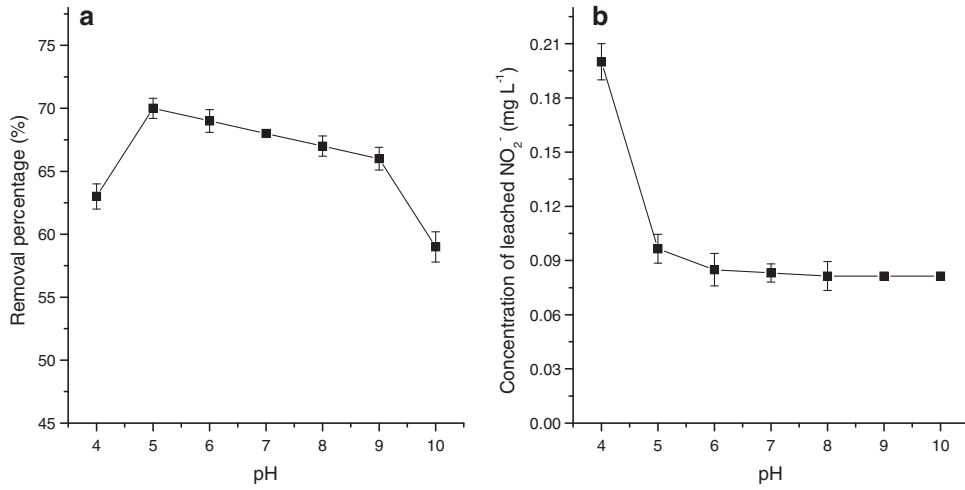 a
75
70
65
60
55
50
45
Removal percentage (%)
4 5 6 7 8 9 10
pH
b
0.21
0.18
0.15
0.12
0.09
0.06
0.03
0.00
Concentration of leached NO₂⁻ (mg L⁻¹)
4 5 6 7 8 9 10
pH